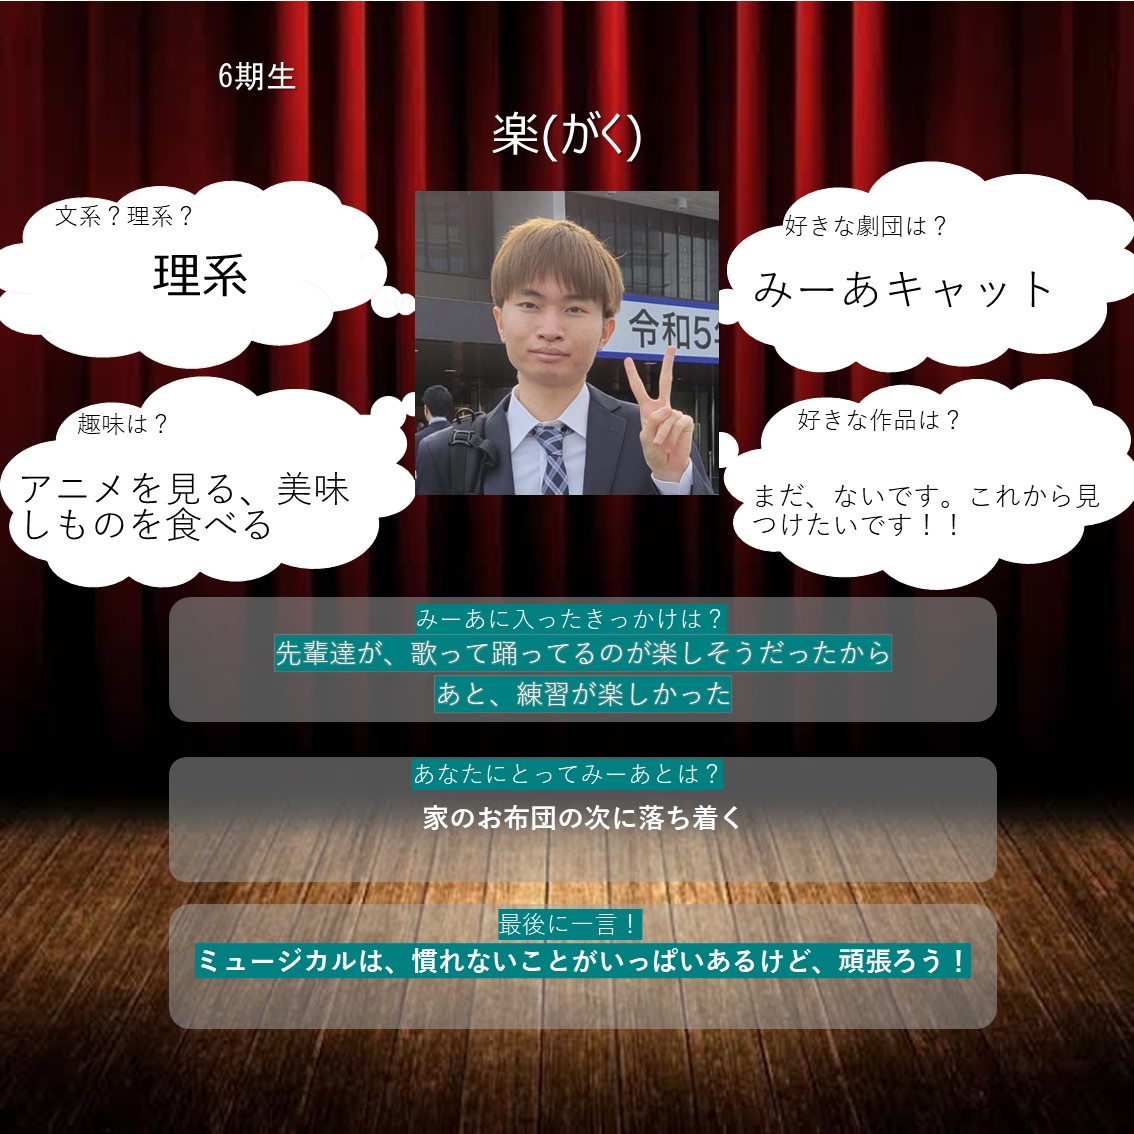 6期生
楽(がく)
文系？理系？
理系
好きな劇団は？
みーあキャット
令和5年
趣味は？
アニメを見る、美味
しものを食べる
好きな作品は？
まだ、ないです。これから見
つけたいです！！
みーあに入ったきっかけは？
先輩達が、歌って踊ってるのが楽しそうだったから
あと、練習が楽しかった
あなたにとってみーあとは？
家のお布団の次に落ち着く
最後に一言！
ミュージカルは、慣れないことがいっぱいあるけど、頑張ろう！